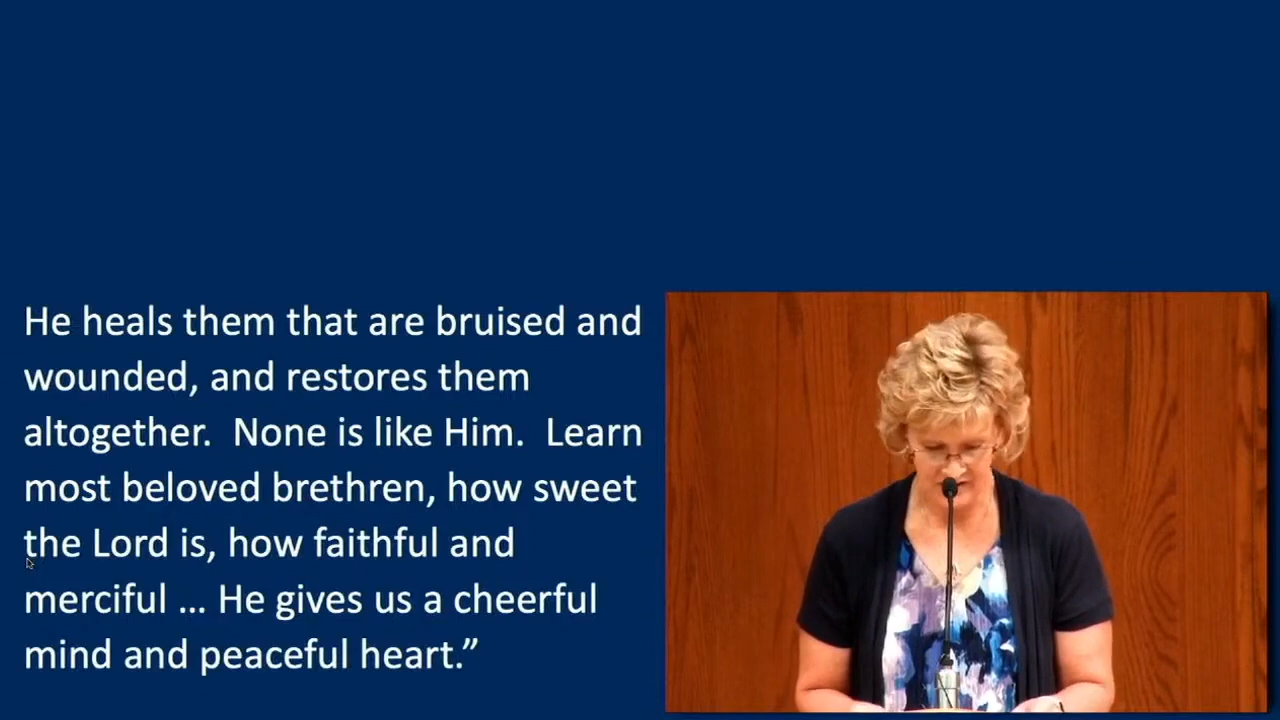 He heals them that are bruised and
wounded, and restores them
altogether.  None is like Him.  Learn
most beloved brethren, how sweet
the Lord is, how faithful and
merciful ... He gives us a cheerful
mind and peaceful heart.”